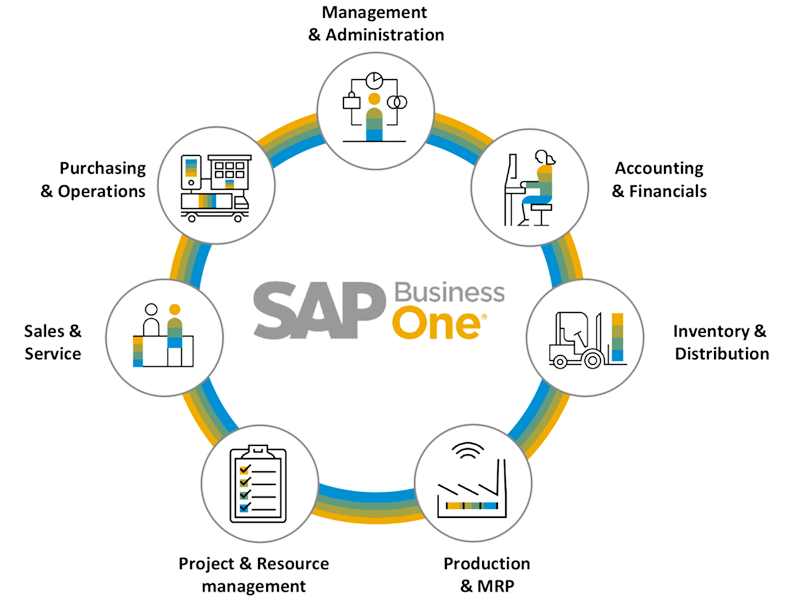 Management
& Administration
Purchasing
& Operations
Accounting
& Financials
SAP Business
One®
Sales &
Service
Inventory &
Distribution
Project & Resource
management
Production
& MRP